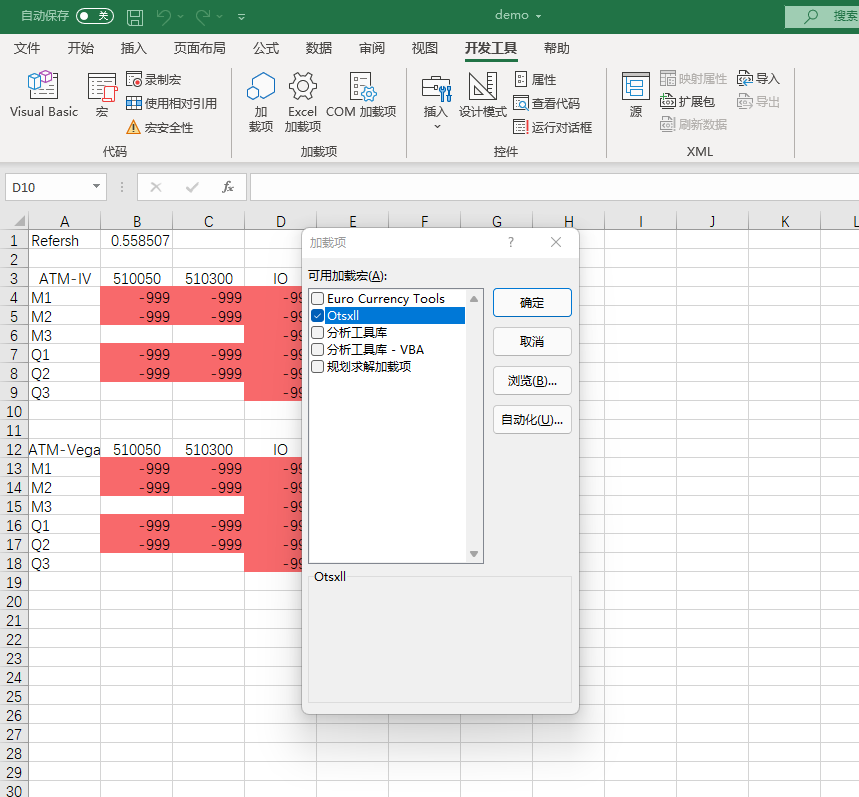 自动保存 关 demo 搜索
文件 开始 插入 页面布局 公式 数据 审阅 视图 开发工具 帮助
Visual Basic 宏 录制宏 使用相对引用 宏安全性
代码
加载项 Excel 加载项 COM 加载项
加载项
插入 设计模式 属性 查看代码 运行对话框
控件
源 映射属性 扩展包 刷新数据 导入 导出
XML
D10 fx
A B C D E F G H I J K L
1 Refersh 0.558507
2
3 ATM-IV 510050 510300 IO
4 M1 -999 -999 -99
5 M2 -999 -999 -99
6 M3 -99
7 Q1 -999 -999 -99
8 Q2 -999 -999 -99
9 Q3 -99
10
11
12 ATM-Vega 510050 510300 IO
13 M1 -999 -999 -99
14 M2 -999 -999 -99
15 M3 -99
16 Q1 -999 -999 -99
17 Q2 -999 -999 -99
18 Q3 -99
19
20
21
22
23
24
25
26
27
28
29
30
加载项 ?
可用加载宏(A):
Euro Currency Tools
Otsxll
分析工具库
分析工具库 - VBA
规划求解加载项
确定
取消
浏览(B)...
自动化(U)...
Otsxll